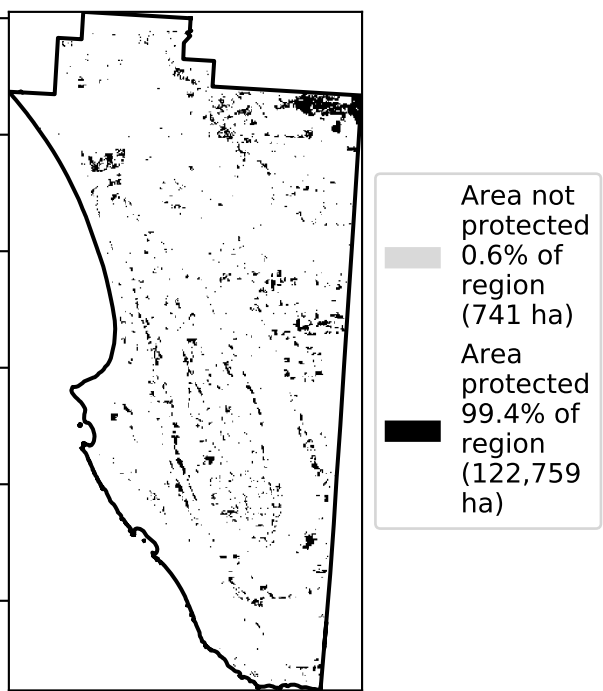 Area not
protected
0.6% of
region
(741 ha)
Area
protected
99.4% of
region
(122,759
ha)